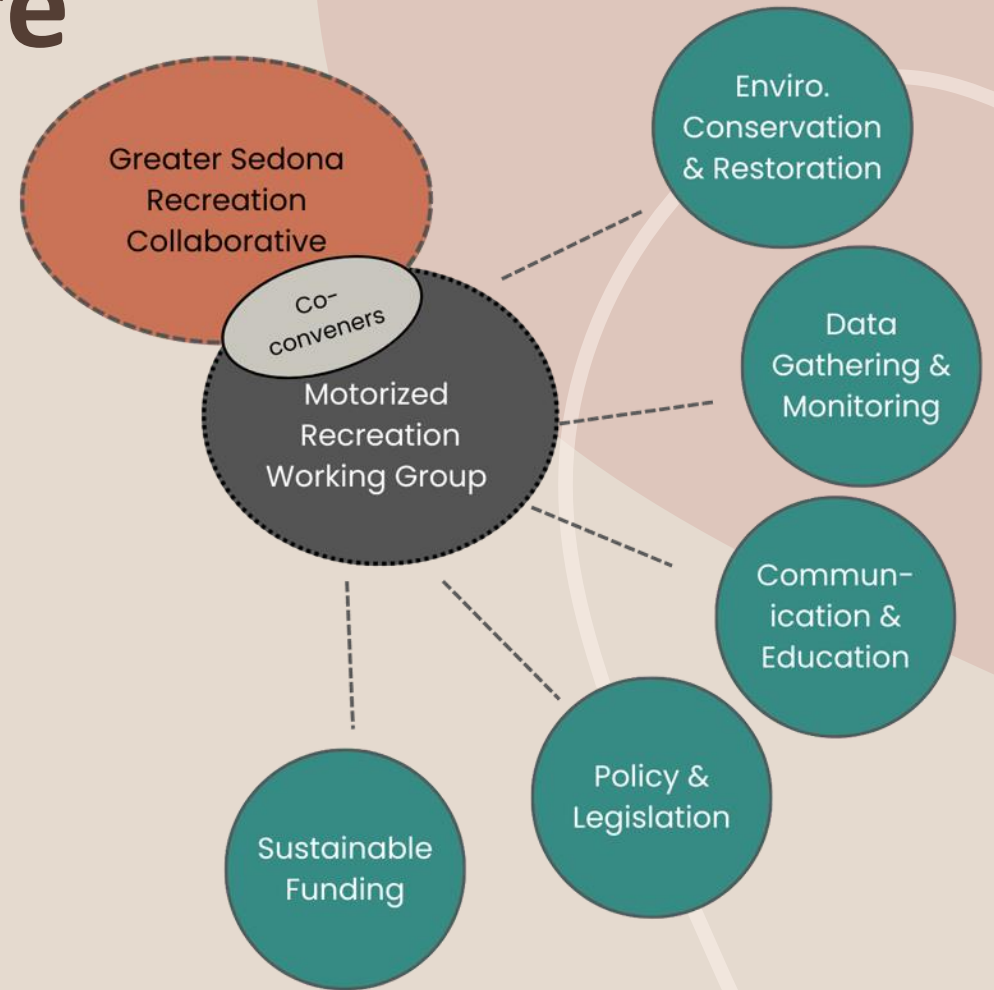 e
Greater Sedona
Recreation
Collaborative
Co-
conveners
Motorized
Recreation
Working Group
Enviro.
Conservation
& Restoration
Data
Gathering &
Monitoring
Commun-
ication &
Education
Policy &
Legislation
Sustainable
Funding